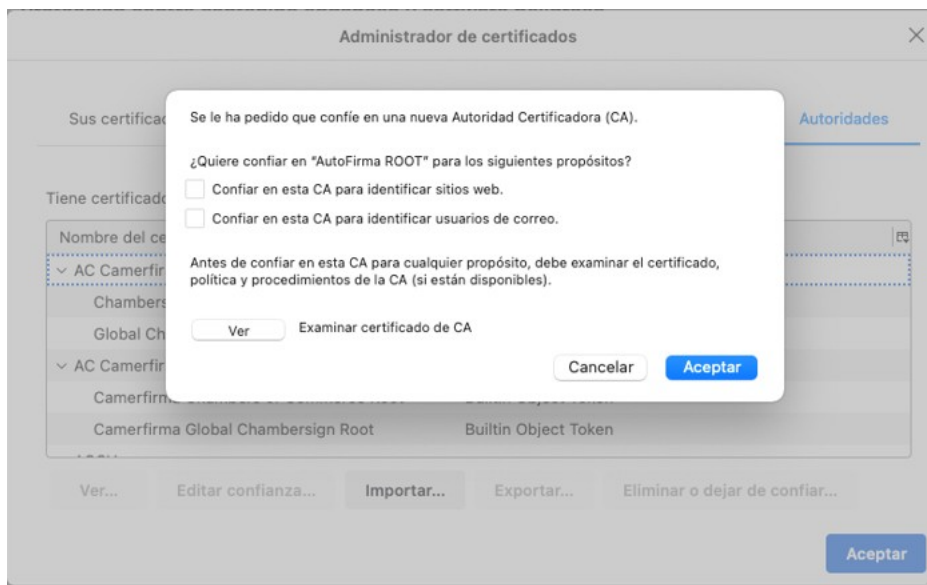 Administrador de certificados
Sus certificad
Autoridades
Se le ha pedido que confíe en una nueva Autoridad Certificadora (CA).
¿Quiere confiar en “AutoFirma ROOT” para los siguientes propósitos?
Confiar en esta CA para identificar sitios web.
Confiar en esta CA para identificar usuarios de correo.
Antes de confiar en esta CA para cualquier propósito, debe examinar el certificado,
política y procedimientos de la CA (si están disponibles).
Ver Examinar certificado de CA
Cancelar Aceptar
Tiene certificado
Nombre del ce
AC Camerfir
Chambers
Global Ch
AC Camerfir
Camerfirma Chambers of Commerce Root Builtin Object Token
Camerfirma Global Chambersign Root Builtin Object Token
Ver... Editar confianza... Importar... Exportar... Eliminar o dejar de confiar...
Aceptar